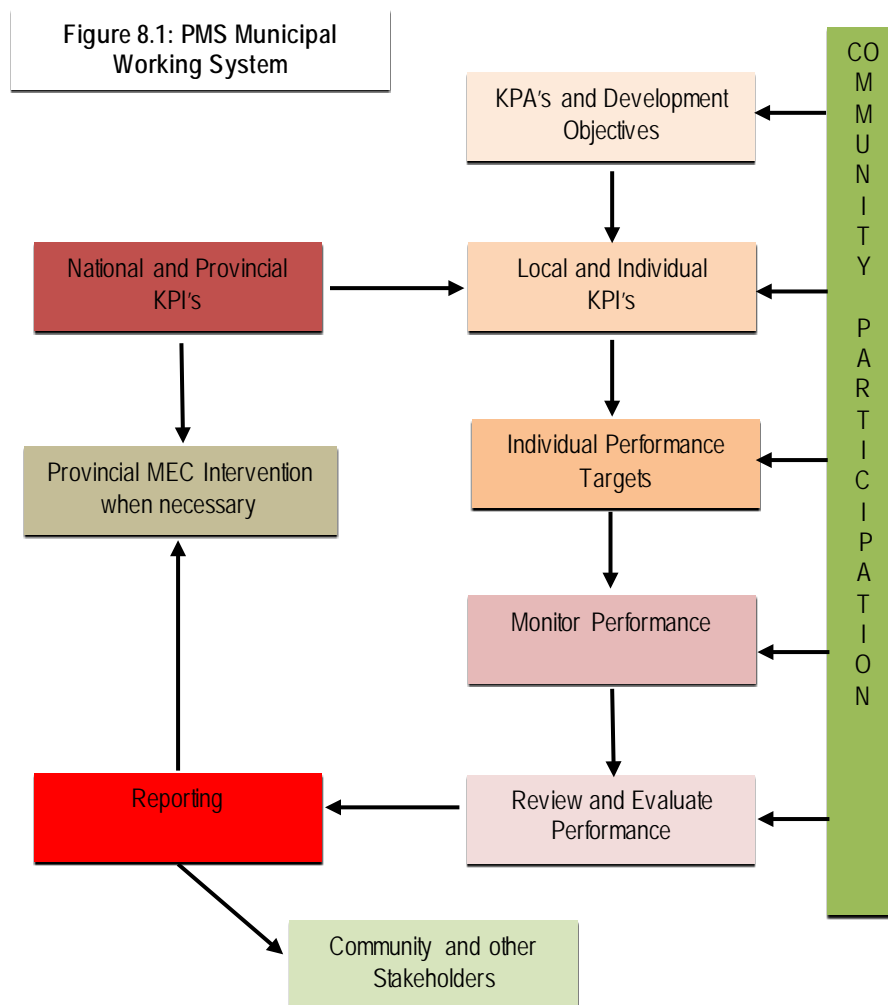 Figure 8.1: PMS Municipal
Working System
KPA's and Development
Objectives
National and Provincial
KPI's
Local and Individual
KPI's
Provincial MEC Intervention
when necessary
Individual Performance
Targets
Monitor Performance
Reporting
Review and Evaluate
Performance
Community and other
Stakeholders
CO
M
M
U
N
I
T
Y
P
A
R
T
I
C
I
P
A
T
I
O
N